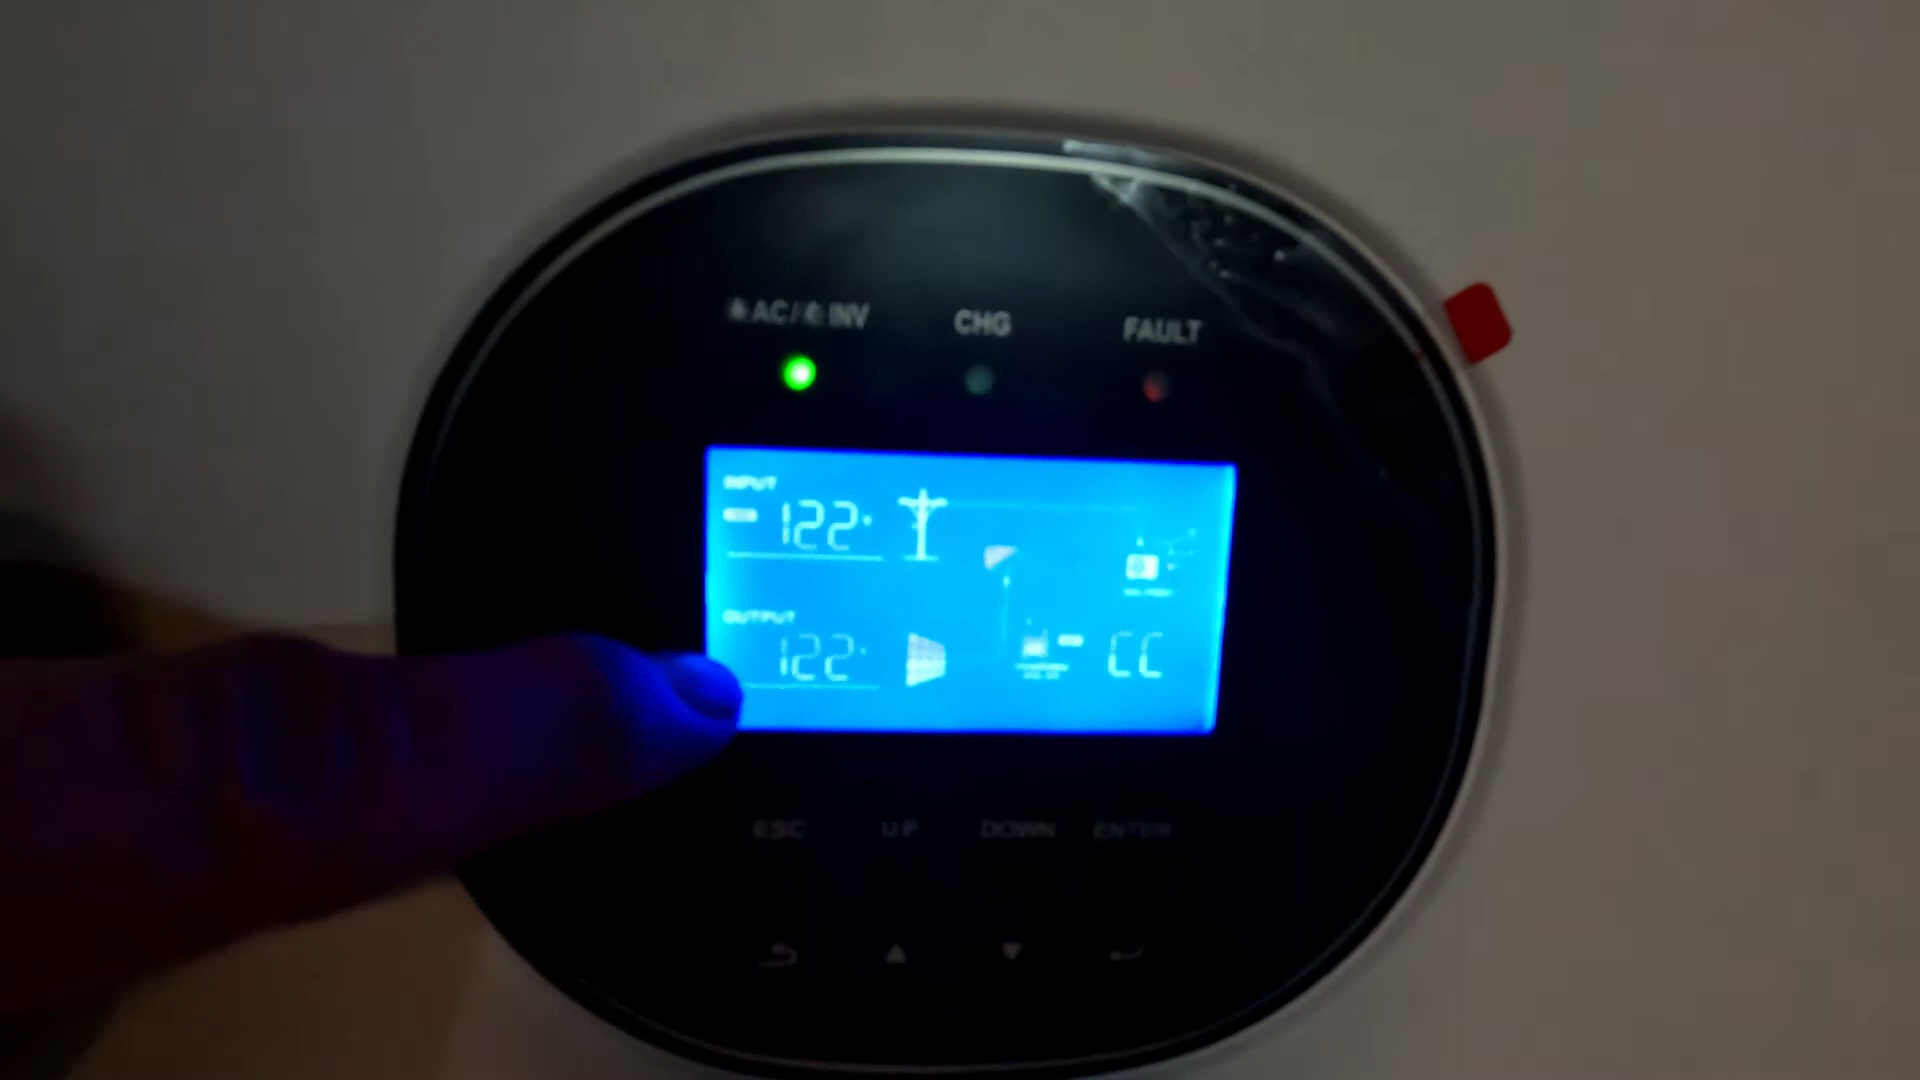 AC/ INV
CHG
FAULT
INPUT
122
OUTPUT
122
CC
ESC
UP
DOWN
ENTER